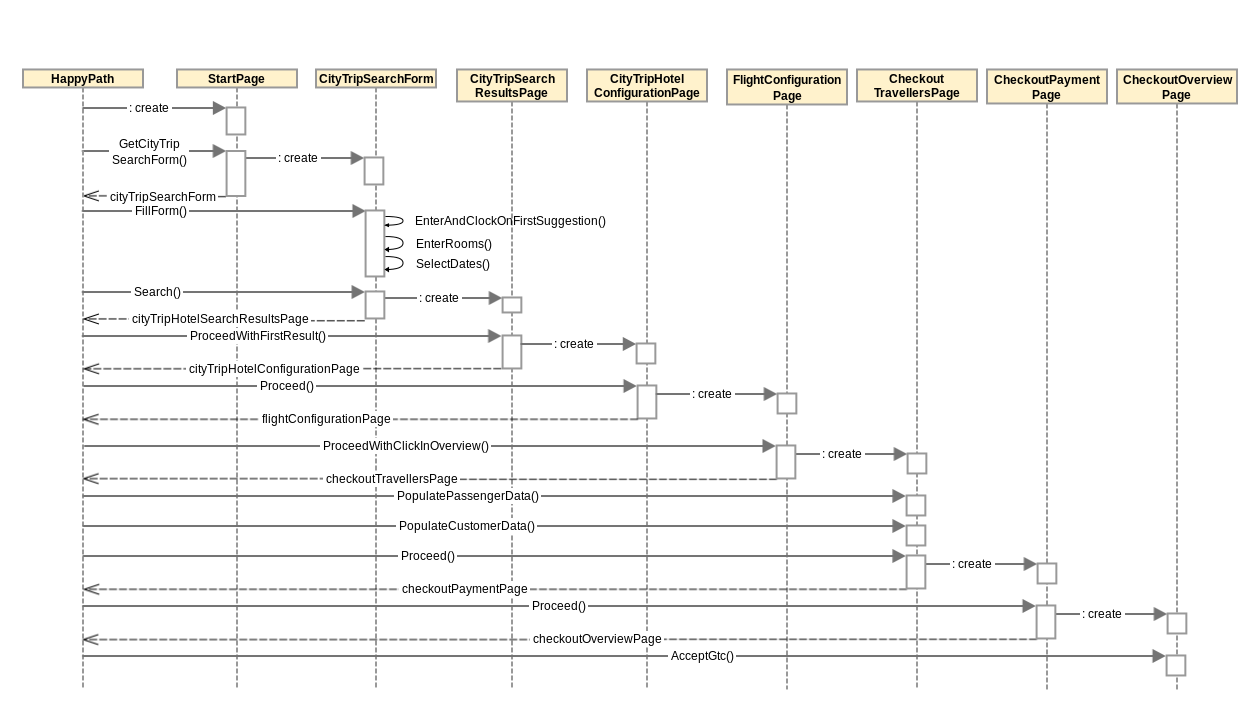 HappyPath
StartPage
CityTripSearchForm
CityTripSearch
ResultsPage
CityTripHotel
ConfigurationPage
FlightConfiguration
Page
Checkout
TravellersPage
CheckoutPayment
Page
CheckoutOverview
Page
: create
GetCityTrip
SearchForm()
: create
cityTripSearchForm
FillForm()
EnterAndClockOnFirstSuggestion()
EnterRooms()
SelectDates()
Search()
: create
cityTripHotelSearchResultsPage
ProceedWithFirstResult()
: create
cityTripHotelConfigurationPage
Proceed()
: create
flightConfigurationPage
ProceedWithClickInOverview()
: create
checkoutTravellersPage
PopulatePassengerData()
PopulateCustomerData()
Proceed()
: create
checkoutPaymentPage
Proceed()
: create
checkoutOverviewPage
AcceptGtc()